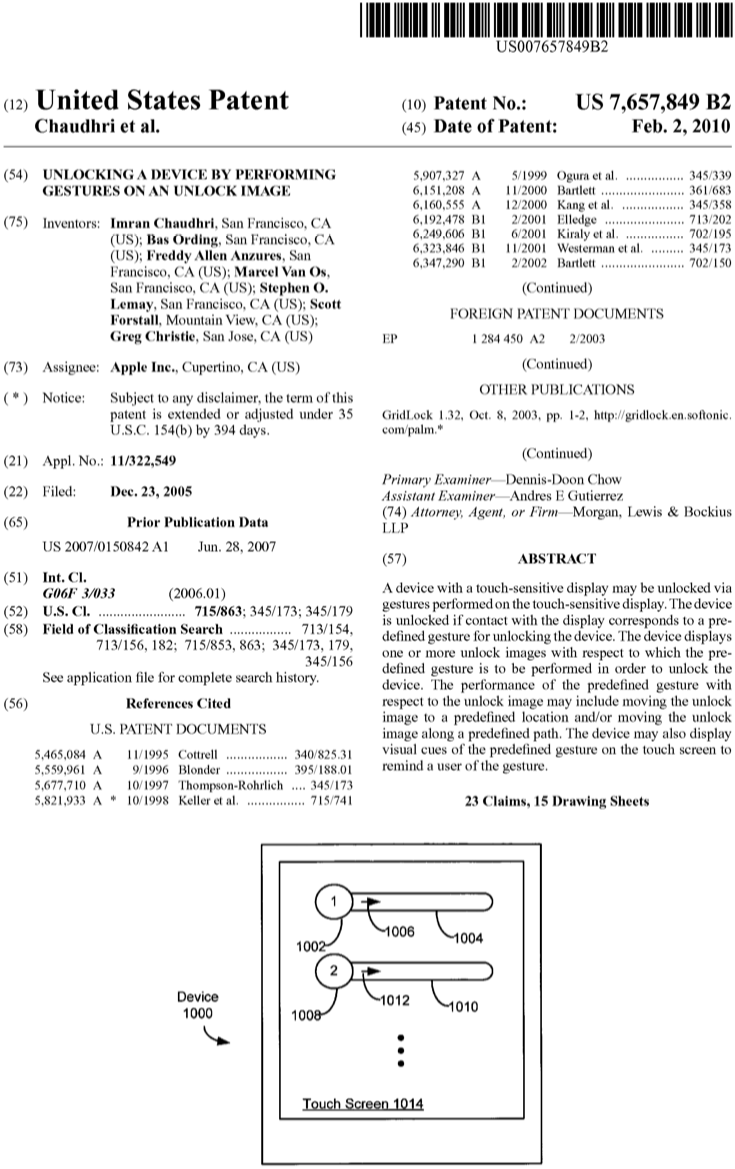 US007657849B2
(12) United States Patent
Chaudhri et al.
(10) Patent No.: US 7,657,849 B2
(45) Date of Patent: Feb. 2, 2010
(54) UNLOCKING A DEVICE BY PERFORMING
GESTURES ON AN UNLOCK IMAGE
(75) Inventors: Imran Chaudhri, San Francisco, CA
(US); Bas Ording, San Francisco, CA
(US); Freddy Allen Anzures, San
Francisco, CA (US); Marcel Van Os,
San Francisco, CA (US); Stephen O.
Lemay, San Francisco, CA (US); Scott
Forstall, Mountain View, CA (US);
Greg Christie, San Jose, CA (US)
(73) Assignee: Apple Inc., Cupertino, CA (US)
( * ) Notice: Subject to any disclaimer, the term of this
patent is extended or adjusted under 35
U.S.C. 154(b) by 394 days.
(21) Appl. No.: 11/322,549
(22) Filed: Dec. 23, 2005
(65) Prior Publication Data
US 2007/0150842 A1 Jun. 28, 2007
(51) Int. Cl.
G06F 3/033 (2006.01)
(52) U.S. Cl. .......................... 715/863; 345/173; 345/179
(58) Field of Classification Search .................. 713/154,
713/156, 182; 715/853, 863; 345/173, 179,
345/156
See application file for complete search history.
(56) References Cited
U.S. PATENT DOCUMENTS
5,465,084 A 11/1995 Cottrell ................ 340/825.31
5,559,961 A 9/1996 Blonder ................ 395/188.01
5,677,710 A 10/1997 Thompson-Rohrlich .... 345/173
5,821,933 A * 10/1998 Keller et al. ................ 715/741
5,907,327 A 5/1999 Ogura et al. ................ 345/339
6,151,208 A 11/2000 Bartlett ........................ 361/683
6,160,555 A 12/2000 Kang et al. .................. 345/358
6,192,478 B1 2/2001 Elledge ....................... 713/202
6,249,606 B1 6/2001 Kiraly et al. ................. 702/195
6,323,846 B1 11/2001 Westerman et al. ......... 345/173
6,347,290 B1 2/2002 Bartlett ........................ 702/150
(Continued)
FOREIGN PATENT DOCUMENTS
EP 1 284 450 A2 2/2003
(Continued)
OTHER PUBLICATIONS
GridLock 1.32, Oct. 8, 2003, pp. 1-2, http://gridlock.en.softonic.
com/palm.*
(Continued)
Primary Examiner—Dennis-Doon Chow
Assistant Examiner—Andres E Gutierrez
(74) Attorney, Agent, or Firm—Morgan, Lewis & Bockius
LLP
(57) ABSTRACT
A device with a touch-sensitive display may be unlocked via
gestures performed on the touch-sensitive display. The device
is unlocked if contact with the display corresponds to a pre-
defined gesture for unlocking the device. The device displays
one or more unlock images with respect to which the pre-
defined gesture is to be performed in order to unlock the
device. The performance of the predefined gesture with
respect to the unlock image may include moving the unlock
image to a predefined location and/or moving the unlock
image along a predefined path. The device may also display
visual cues of the predefined gesture on the touch screen to
remind a user of the gesture.
23 Claims, 15 Drawing Sheets
1
1006
1004
1002
2
1012
1010
1008
Device
1000
Touch Screen 1014